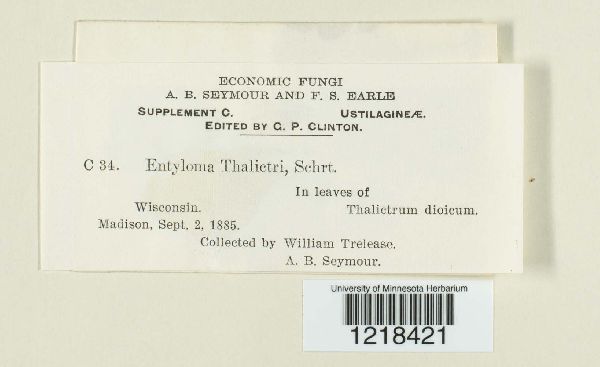 ECONOMIC FUNGI
A. B. SEYMOUR AND F. S. EARLE
SUPPLEMENT C. USTILAGINEÆ.
EDITED BY G. P. CLINTON.
C 34. Entyloma Thalictri, Schrt.
In leaves of
Wisconsin. Thalictrum dioicum.
Madison, Sept. 2, 1885.
Collected by William Trelease.
A. B. Seymour.
University of Minnesota Herbarium
1218421